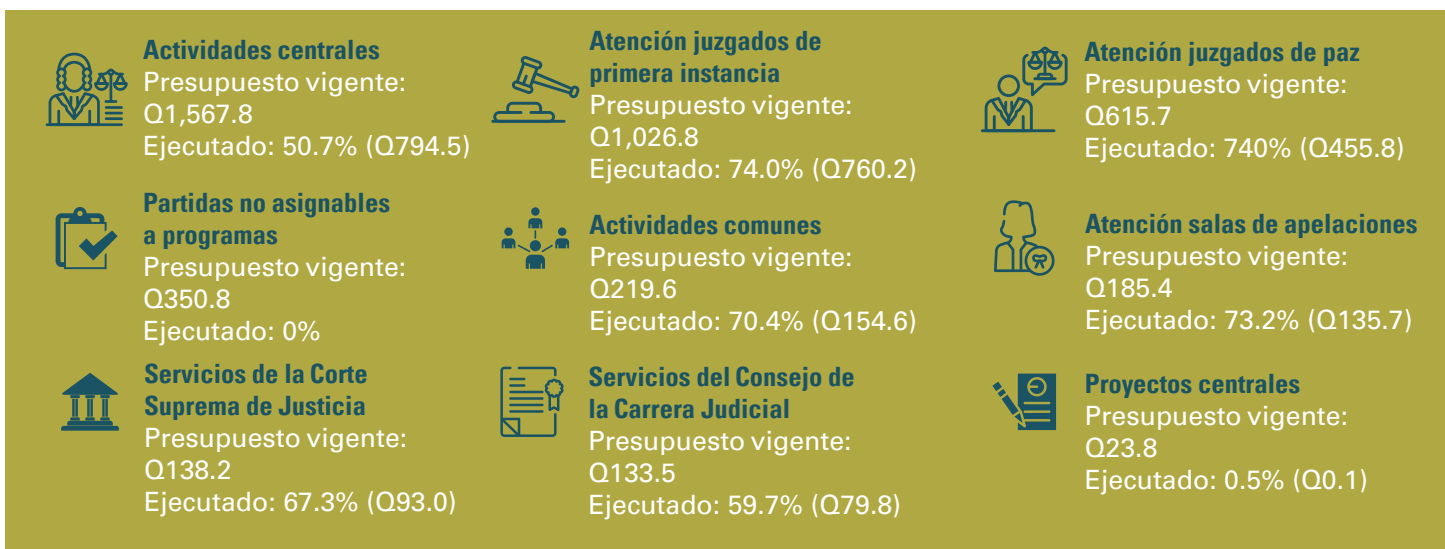 Actividades centrales
Presupuesto vigente:
Q1,567.8
Ejecutado: 50.7% (Q794.5)
Atención juzgados de
primera instancia
Presupuesto vigente:
Q1,026.8
Ejecutado: 74.0% (Q760.2)
Atención juzgados de paz
Presupuesto vigente:
Q615.7
Ejecutado: 740% (Q455.8)
Partidas no asignables
a programas
Presupuesto vigente:
Q350.8
Ejecutado: 0%
Actividades comunes
Presupuesto vigente:
Q219.6
Ejecutado: 70.4% (Q154.6)
Atención salas de apelaciones
Presupuesto vigente:
Q185.4
Ejecutado: 73.2% (Q135.7)
Servicios de la Corte
Suprema de Justicia
Presupuesto vigente:
Q138.2
Ejecutado: 67.3% (Q93.0)
Servicios del Consejo de
la Carrera Judicial
Presupuesto vigente:
Q133.5
Ejecutado: 59.7% (Q79.8)
Proyectos centrales
Presupuesto vigente:
Q23.8
Ejecutado: 0.5% (Q0.1)